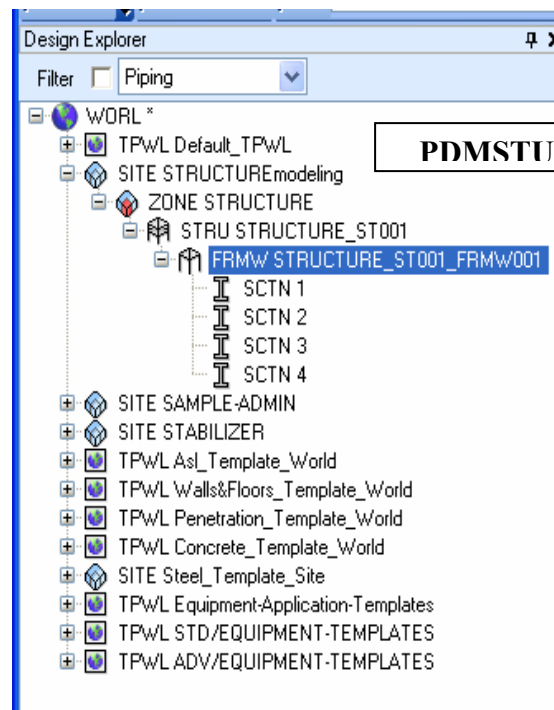 Design Explorer
Filter Piping
WORL *
TPWL Default_TPWL
PDMSTU
SITE STRUCTUREmodeling
ZONE STRUCTURE
STRU STRUCTURE_ST001
FRMW STRUCTURE_ST001_FRMW001
SCTN 1
SCTN 2
SCTN 3
SCTN 4
SITE SAMPLE-ADMIN
SITE STABILIZER
TPWL Asl_Template_World
TPWL Walls&Floors_Template_World
TPWL Penetration_Template_World
TPWL Concrete_Template_World
SITE Steel_Template_Site
TPWL Equipment-Application-Templates
TPWL STD/EQUIPMENT-TEMPLATES
TPWL ADV/EQUIPMENT-TEMPLATES